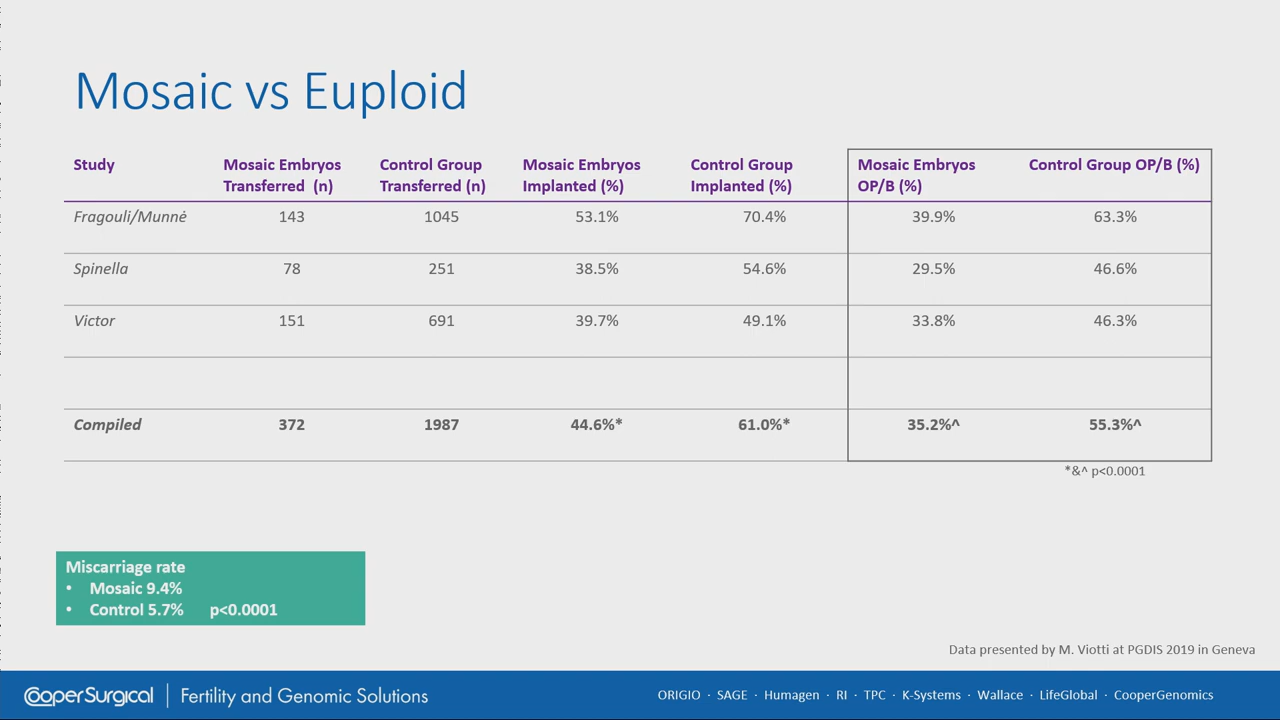 Mosaic vs Euploid
Study Mosaic Embryos Transferred (n) Control Group Transferred (n) Mosaic Embryos Implanted (%) Control Group Implanted (%) Mosaic Embryos OP/B (%) Control Group OP/B (%)
Fragouli/Munnė 143 1045 53.1% 70.4% 39.9% 63.3%
Spinella 78 251 38.5% 54.6% 29.5% 46.6%
Victor 151 691 39.7% 49.1% 33.8% 46.3%
Compiled 372 1987 44.6%* 61.0%* 35.2%^ 55.3%^
*&^ p<0.0001
Miscarriage rate
• Mosaic 9.4%
• Control 5.7% p<0.0001
Data presented by M. Viotti at PGDIS 2019 in Geneva
CooperSurgical | Fertility and Genomic Solutions
ORIGIO · SAGE · Humagen · RI · TPC · K-Systems · Wallace · LifeGlobal · CooperGenomics